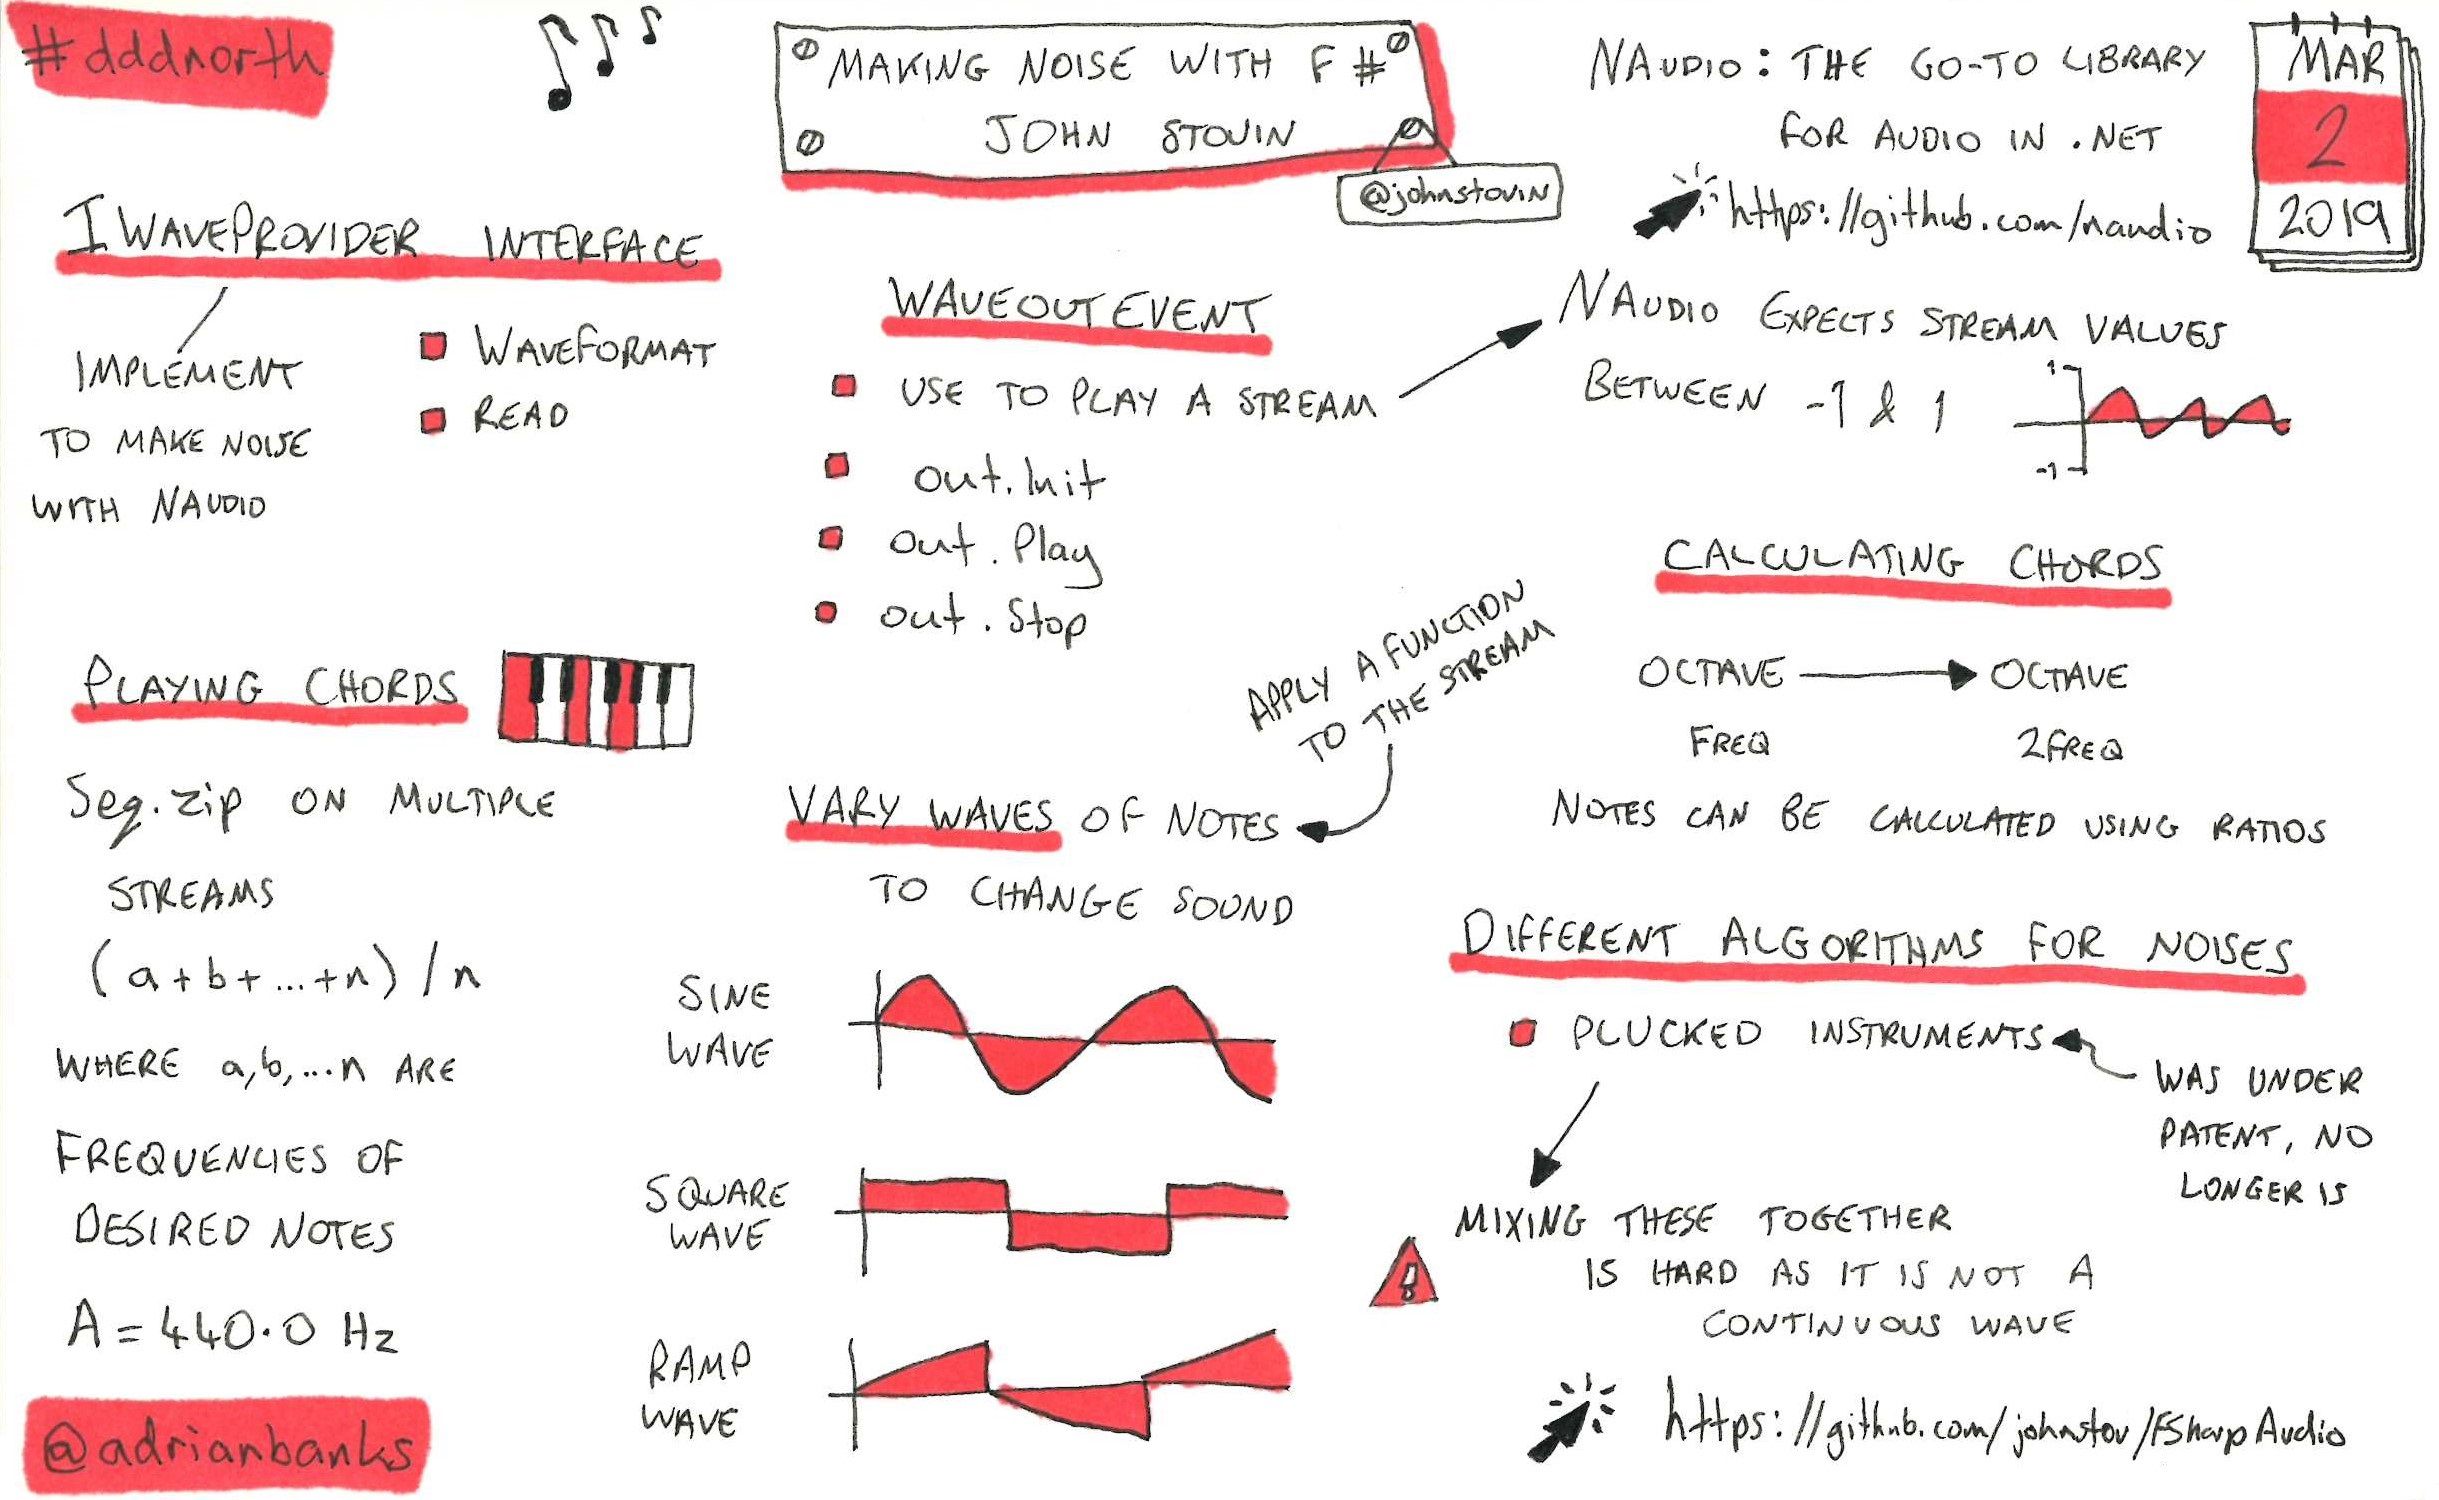 #dddnorth
MAKING NOISE WITH F#
JOHN STOVIN
@johnstovin
NAUDIO: THE GO-TO LIBRARY
FOR AUDIO IN .NET
https://github.com/naudio
MAR
2
2019
IWAVEPROVIDER INTERFACE
IMPLEMENT
TO MAKE NOISE
WITH NAUDIO
WAVEFORMAT
READ
WAVEOUTEVENT
USE TO PLAY A STREAM
out.Init
out.Play
out.Stop
NAUDIO EXPECTS STREAM VALUES
BETWEEN -1 & 1
1
-1
PLAYING CHORDS
Seq.zip ON MULTIPLE
STREAMS
(a+b+...+n)/n
WHERE a,b,...n ARE
FREQUENCIES OF
DESIRED NOTES
A = 440.0 Hz
@adrianbanks
APPLY A FUNCTION
TO THE STREAM
VARY WAVES OF NOTES
TO CHANGE SOUND
SINE
WAVE
SQUARE
WAVE
RAMP
WAVE
CALCULATING CHORDS
OCTAVE OCTAVE
FREQ 2FREQ
NOTES CAN BE CALCULATED USING RATIOS
DIFFERENT ALGORITHMS FOR NOISES
PLUCKED INSTRUMENTS
WAS UNDER
PATENT, NO
LONGER IS
MIXING THESE TOGETHER
IS HARD AS IT IS NOT A
CONTINUOUS WAVE
!
https://github.com/johnstov/FSharpAudio